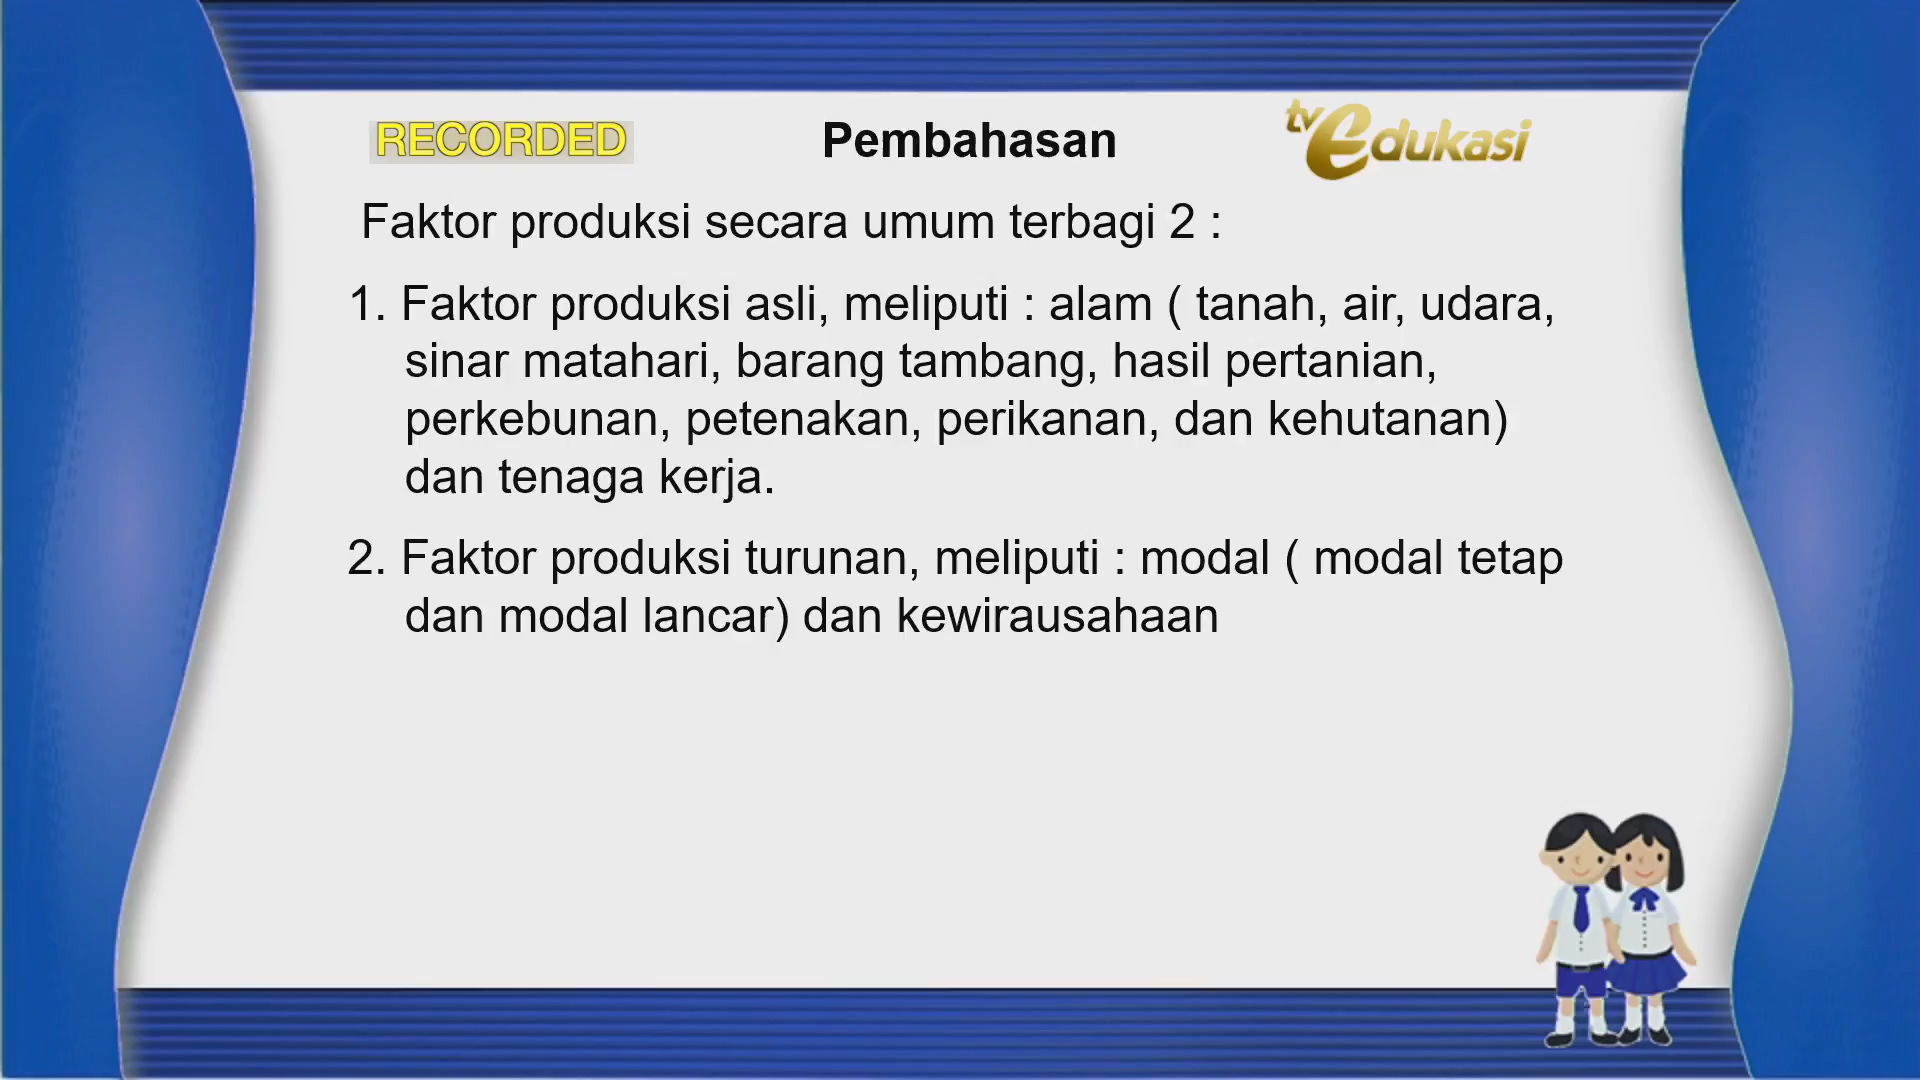 RECORDED
Pembahasan
tv edukasi
Faktor produksi secara umum terbagi 2 :
1. Faktor produksi asli, meliputi : alam ( tanah, air, udara,
sinar matahari, barang tambang, hasil pertanian,
perkebunan, petenakan, perikanan, dan kehutanan)
dan tenaga kerja.
2. Faktor produksi turunan, meliputi : modal ( modal tetap
dan modal lancar) dan kewirausahaan